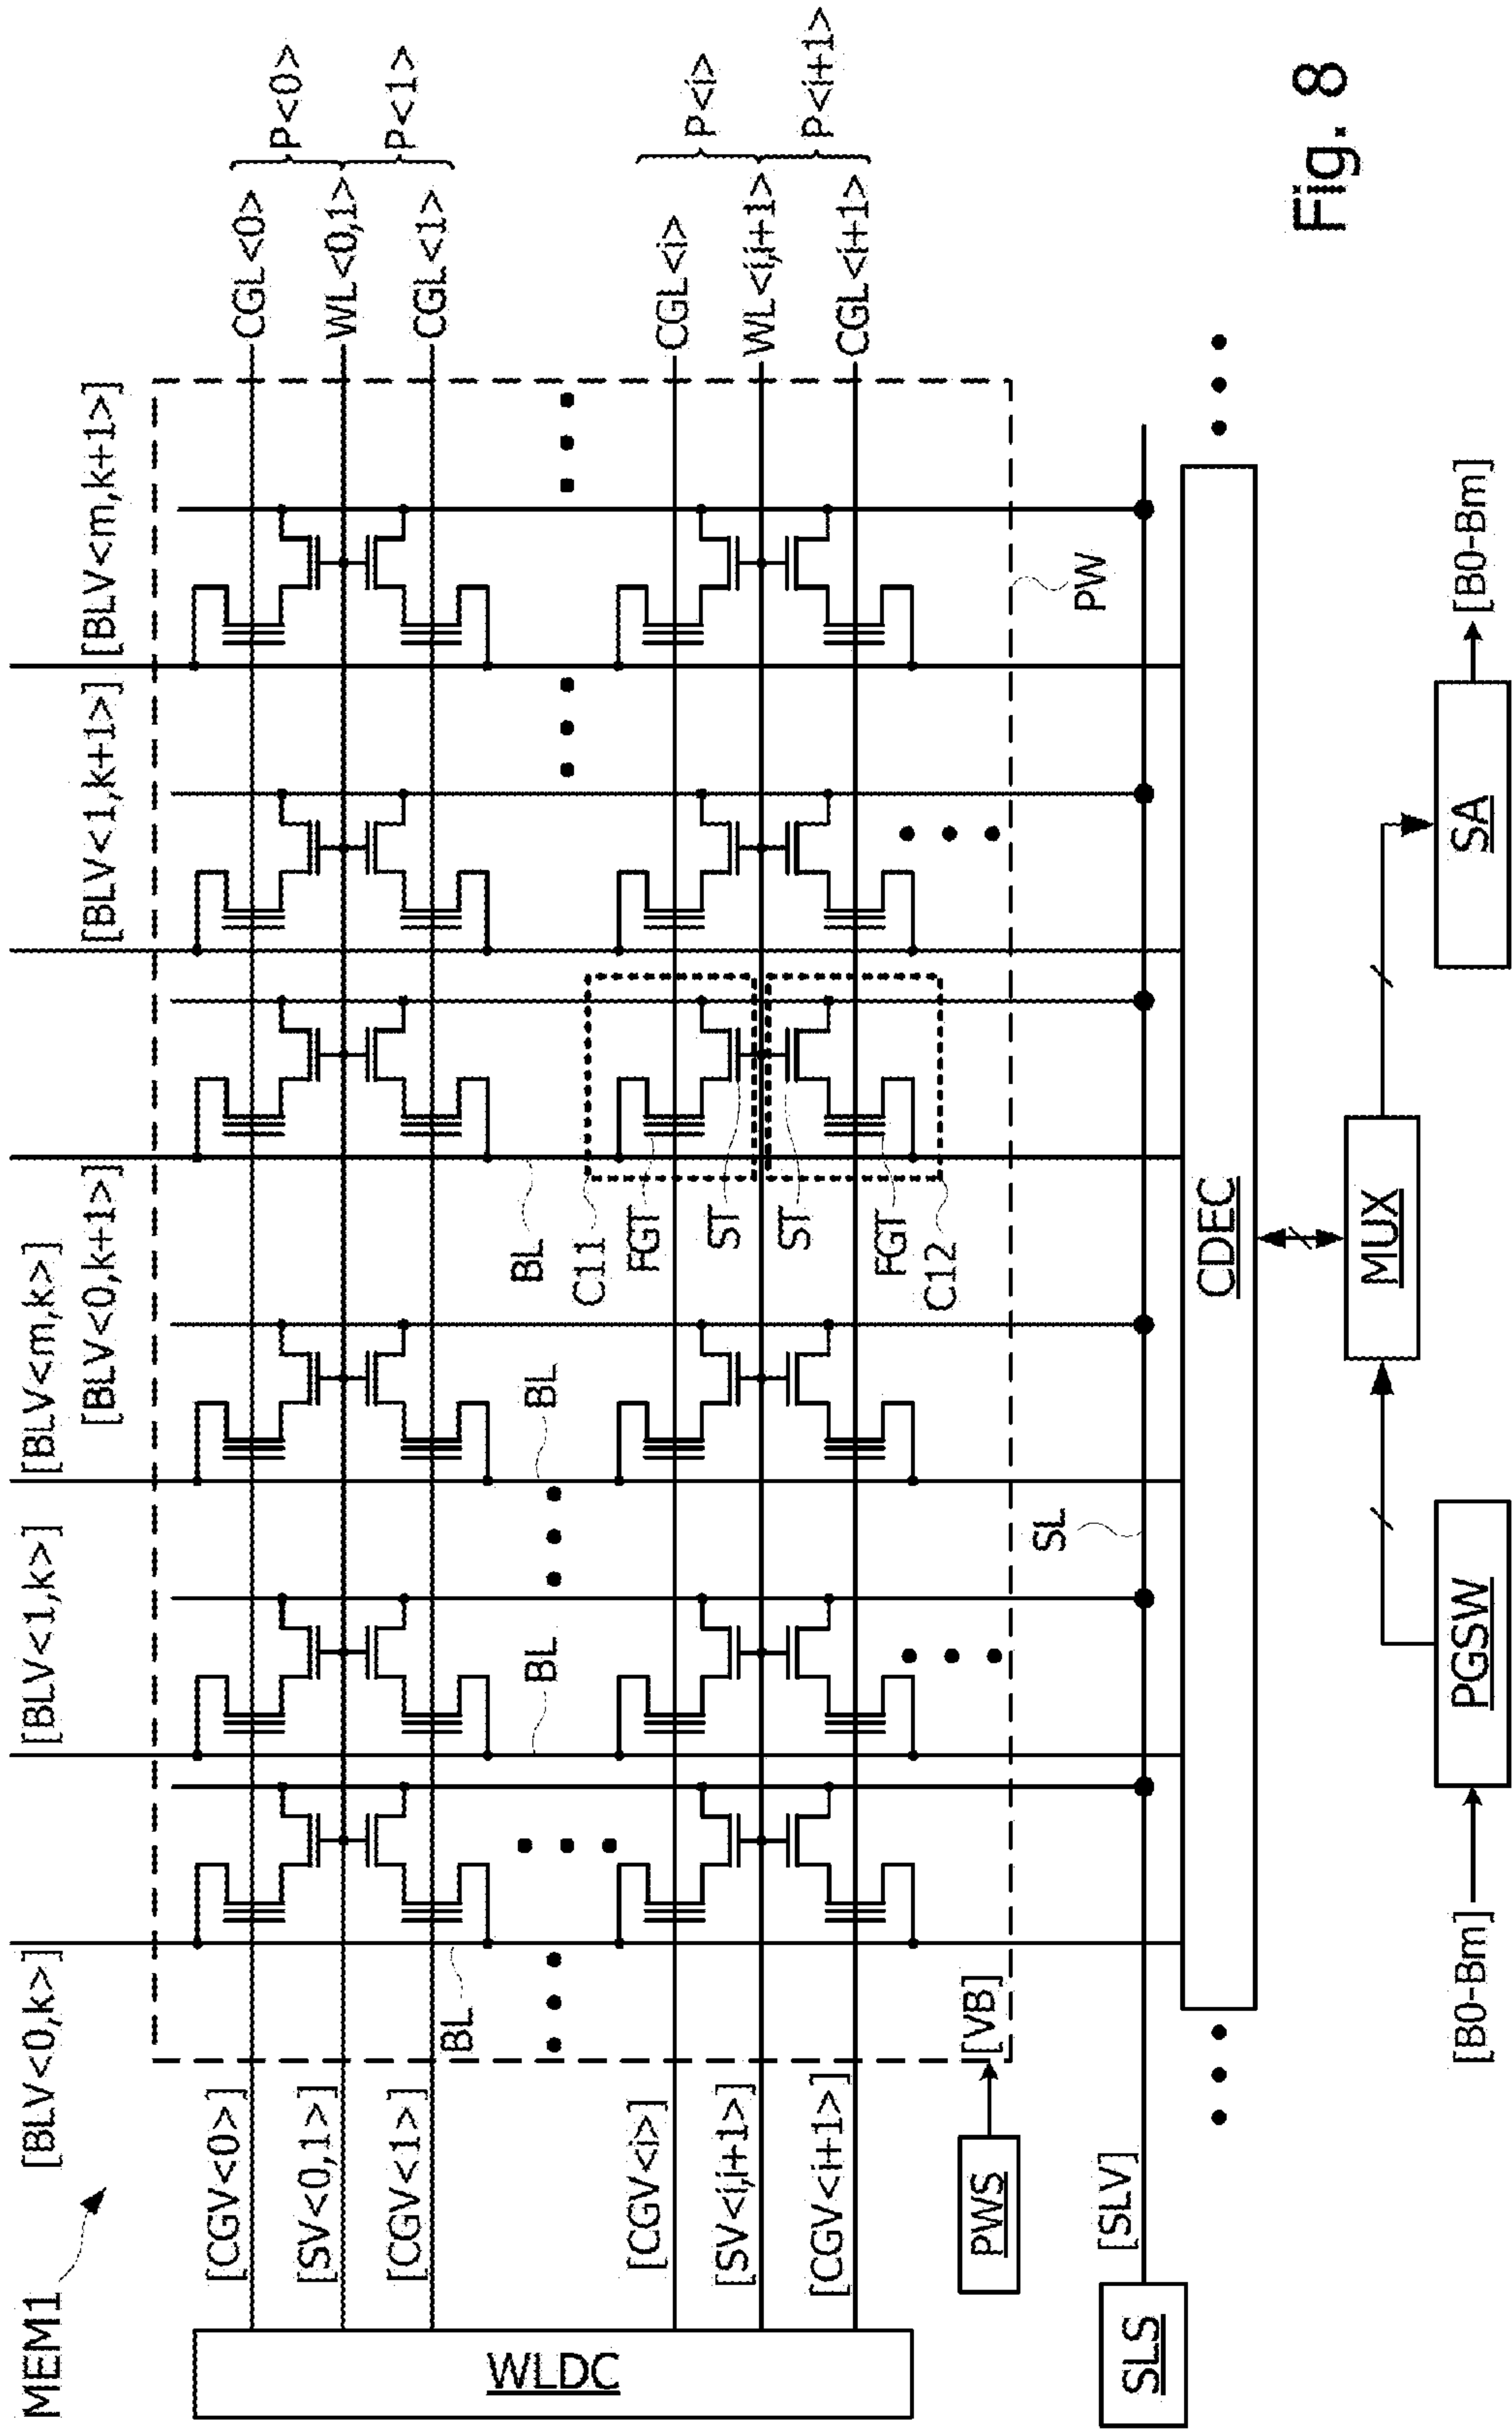 MEM1
[BLV<0,k>]
[BLV<1,k>]
[BLV<m,k>]
[BLV<0,k+1>]
[BLV<1,k+1>]
[BLV<m,k+1>]
[CGV<0>]
CGL<0>
P<0>
[SV<0,1>]
WL<0,1>
[CGV<1>]
CGL<1>
P<1>
BL
BL
BL
BL
C11
FGT
ST
ST
FGT
C12
[CGV<i>]
CGL<i>
P<i>
[SV<i,i+1>]
WL<i,i+1>
[CGV<i+1>]
CGL<i+1>
P<i+1>
WLDC
PWS
[VB]
PW
SL
[SLV]
SLS
CDEC
MUX
[B0-Bm]
PGSW
SA
[B0-Bm]
Fig. 8